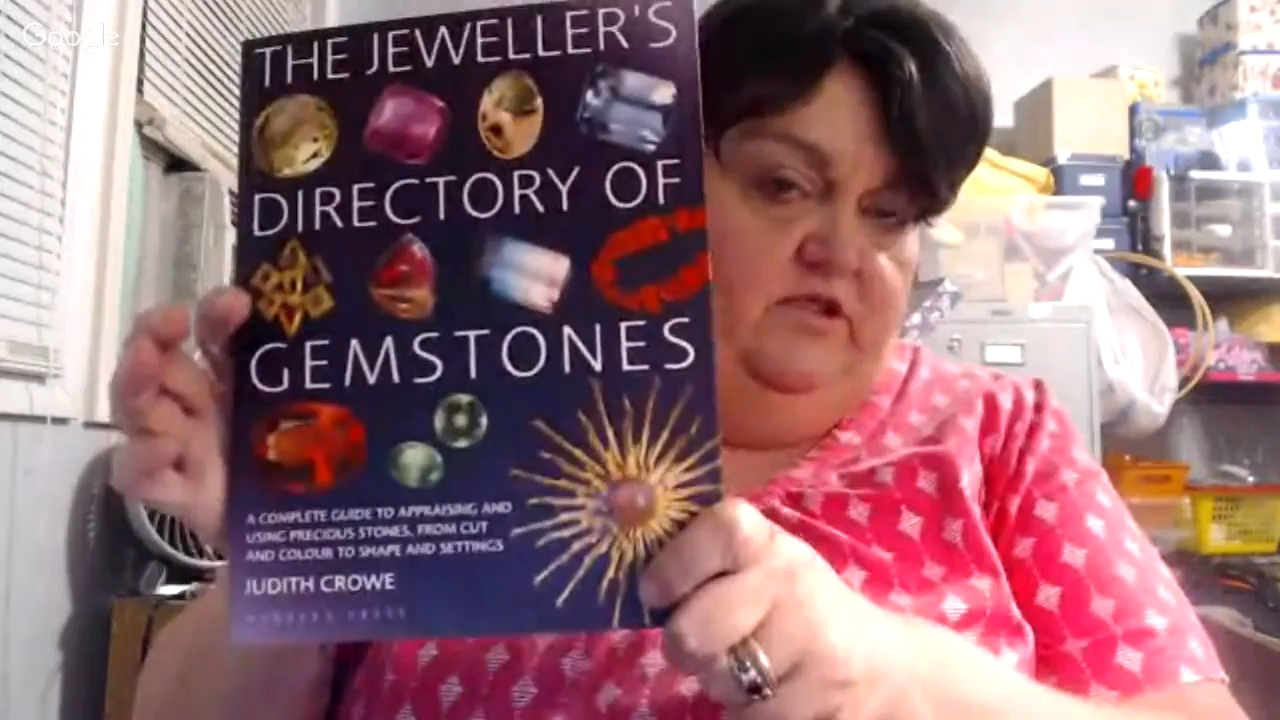 Google
THE JEWELLER'S
DIRECTORY OF
GEMSTONES
A COMPLETE GUIDE TO APPRAISING AND
USING PRECIOUS STONES, FROM CUT
AND COLOUR TO SHAPE AND SETTINGS
JUDITH CROWE